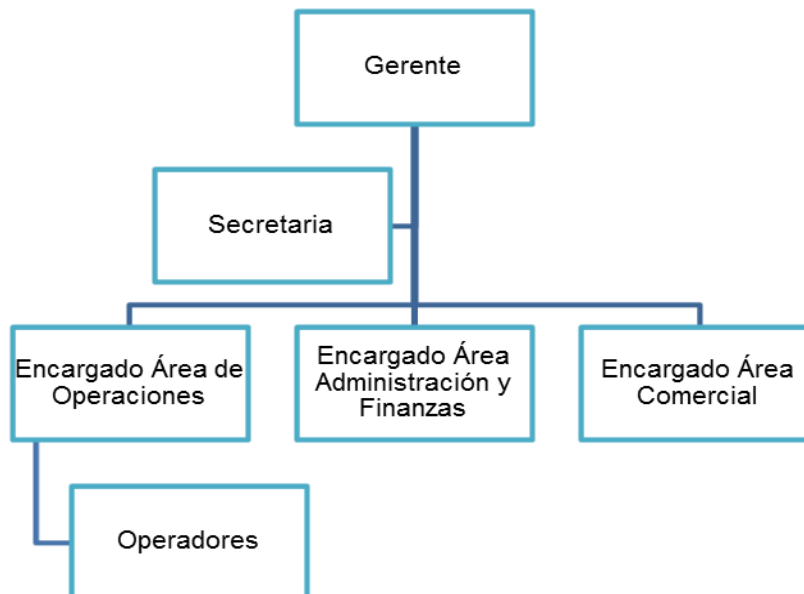 Gerente
Secretaria
Encargado Área de
Operaciones
Encargado Área
Administración y
Finanzas
Encargado Área
Comercial
Operadores